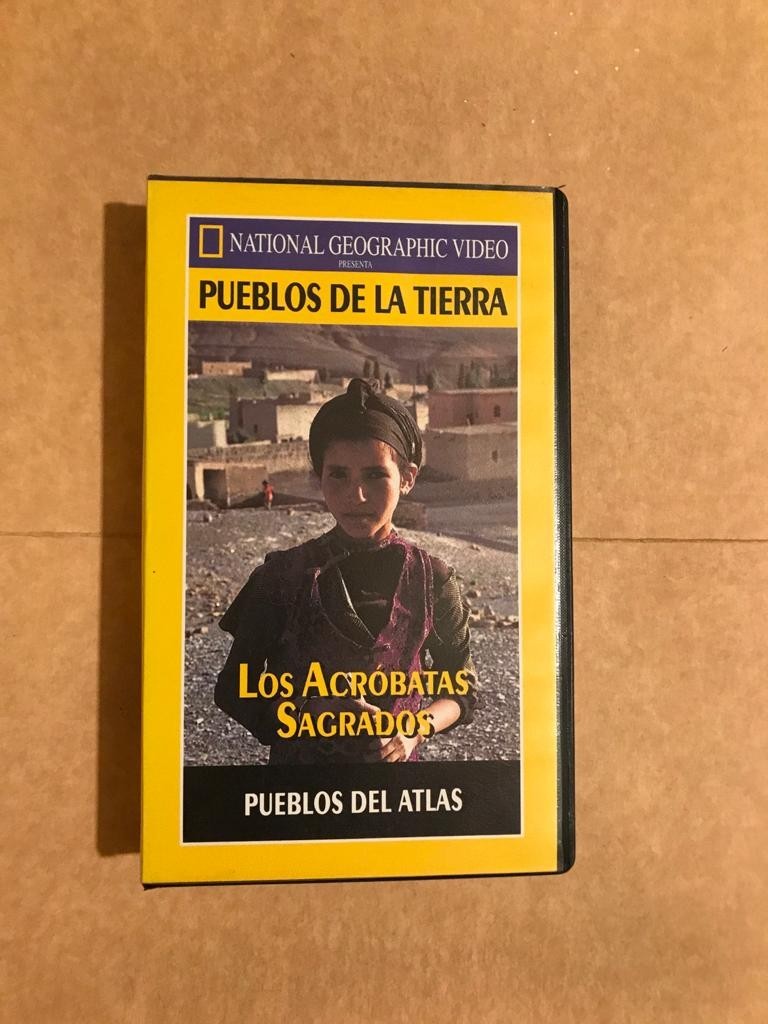 NATIONAL GEOGRAPHIC VIDEO
PRESENTA
PUEBLOS DE LA TIERRA
LOS ACRÓBATAS
SAGRADOS
PUEBLOS DEL ATLAS